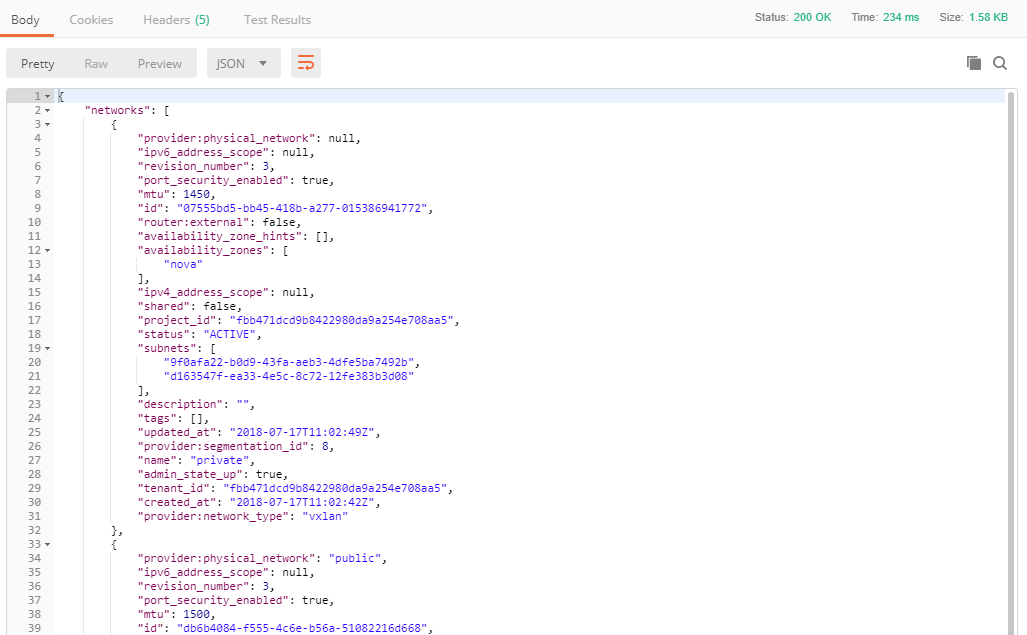 Body Cookies Headers (5) Test Results Status: 200 OK Time: 234 ms Size: 1.58 KB
Pretty Raw Preview JSON
1 {
2 "networks": [
3 {
4 "provider:physical_network": null,
5 "ipv6_address_scope": null,
6 "revision_number": 3,
7 "port_security_enabled": true,
8 "mtu": 1450,
9 "id": "07555bd5-bb45-418b-a277-015386941772",
10 "router:external": false,
11 "availability_zone_hints": [],
12 "availability_zones": [
13 "nova"
14 ],
15 "ipv4_address_scope": null,
16 "shared": false,
17 "project_id": "fbb471dcd9b8422980da9a254e708aa5",
18 "status": "ACTIVE",
19 "subnets": [
20 "9f0afa22-b0d9-43fa-aeb3-4dfe5ba7492b",
21 "d163547f-ea33-4e5c-8c72-12fe383b3d08"
22 ],
23 "description": "",
24 "tags": [],
25 "updated_at": "2018-07-17T11:02:49Z",
26 "provider:segmentation_id": 8,
27 "name": "private",
28 "admin_state_up": true,
29 "tenant_id": "fbb471dcd9b8422980da9a254e708aa5",
30 "created_at": "2018-07-17T11:02:42Z",
31 "provider:network_type": "vxlan"
32 },
33 {
34 "provider:physical_network": "public",
35 "ipv6_address_scope": null,
36 "revision_number": 3,
37 "port_security_enabled": true,
38 "mtu": 1500,
39 "id": "db6b4084-f555-4c6e-b56a-51082216d668",